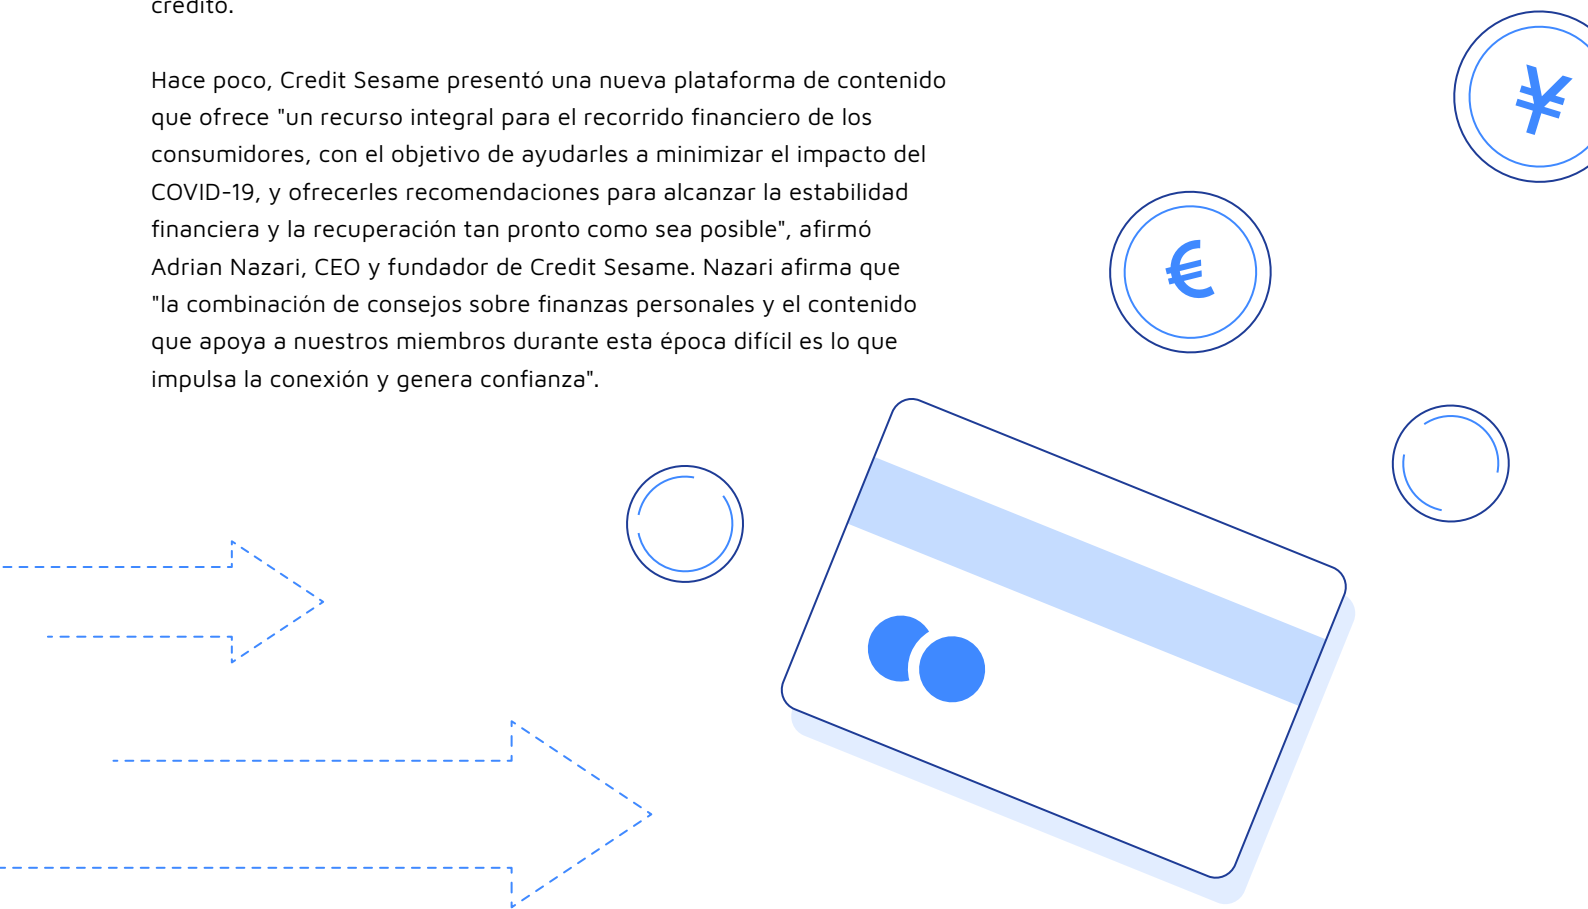 crédito.
Hace poco, Credit Sesame presentó una nueva plataforma de contenido
que ofrece "un recurso integral para el recorrido financiero de los
consumidores, con el objetivo de ayudarles a minimizar el impacto del
COVID-19, y ofrecerles recomendaciones para alcanzar la estabilidad
financiera y la recuperación tan pronto como sea posible", afirmó
Adrian Nazari, CEO y fundador de Credit Sesame. Nazari afirma que
"la combinación de consejos sobre finanzas personales y el contenido
que apoya a nuestros miembros durante esta época difícil es lo que
impulsa la conexión y genera confianza".
¥
€